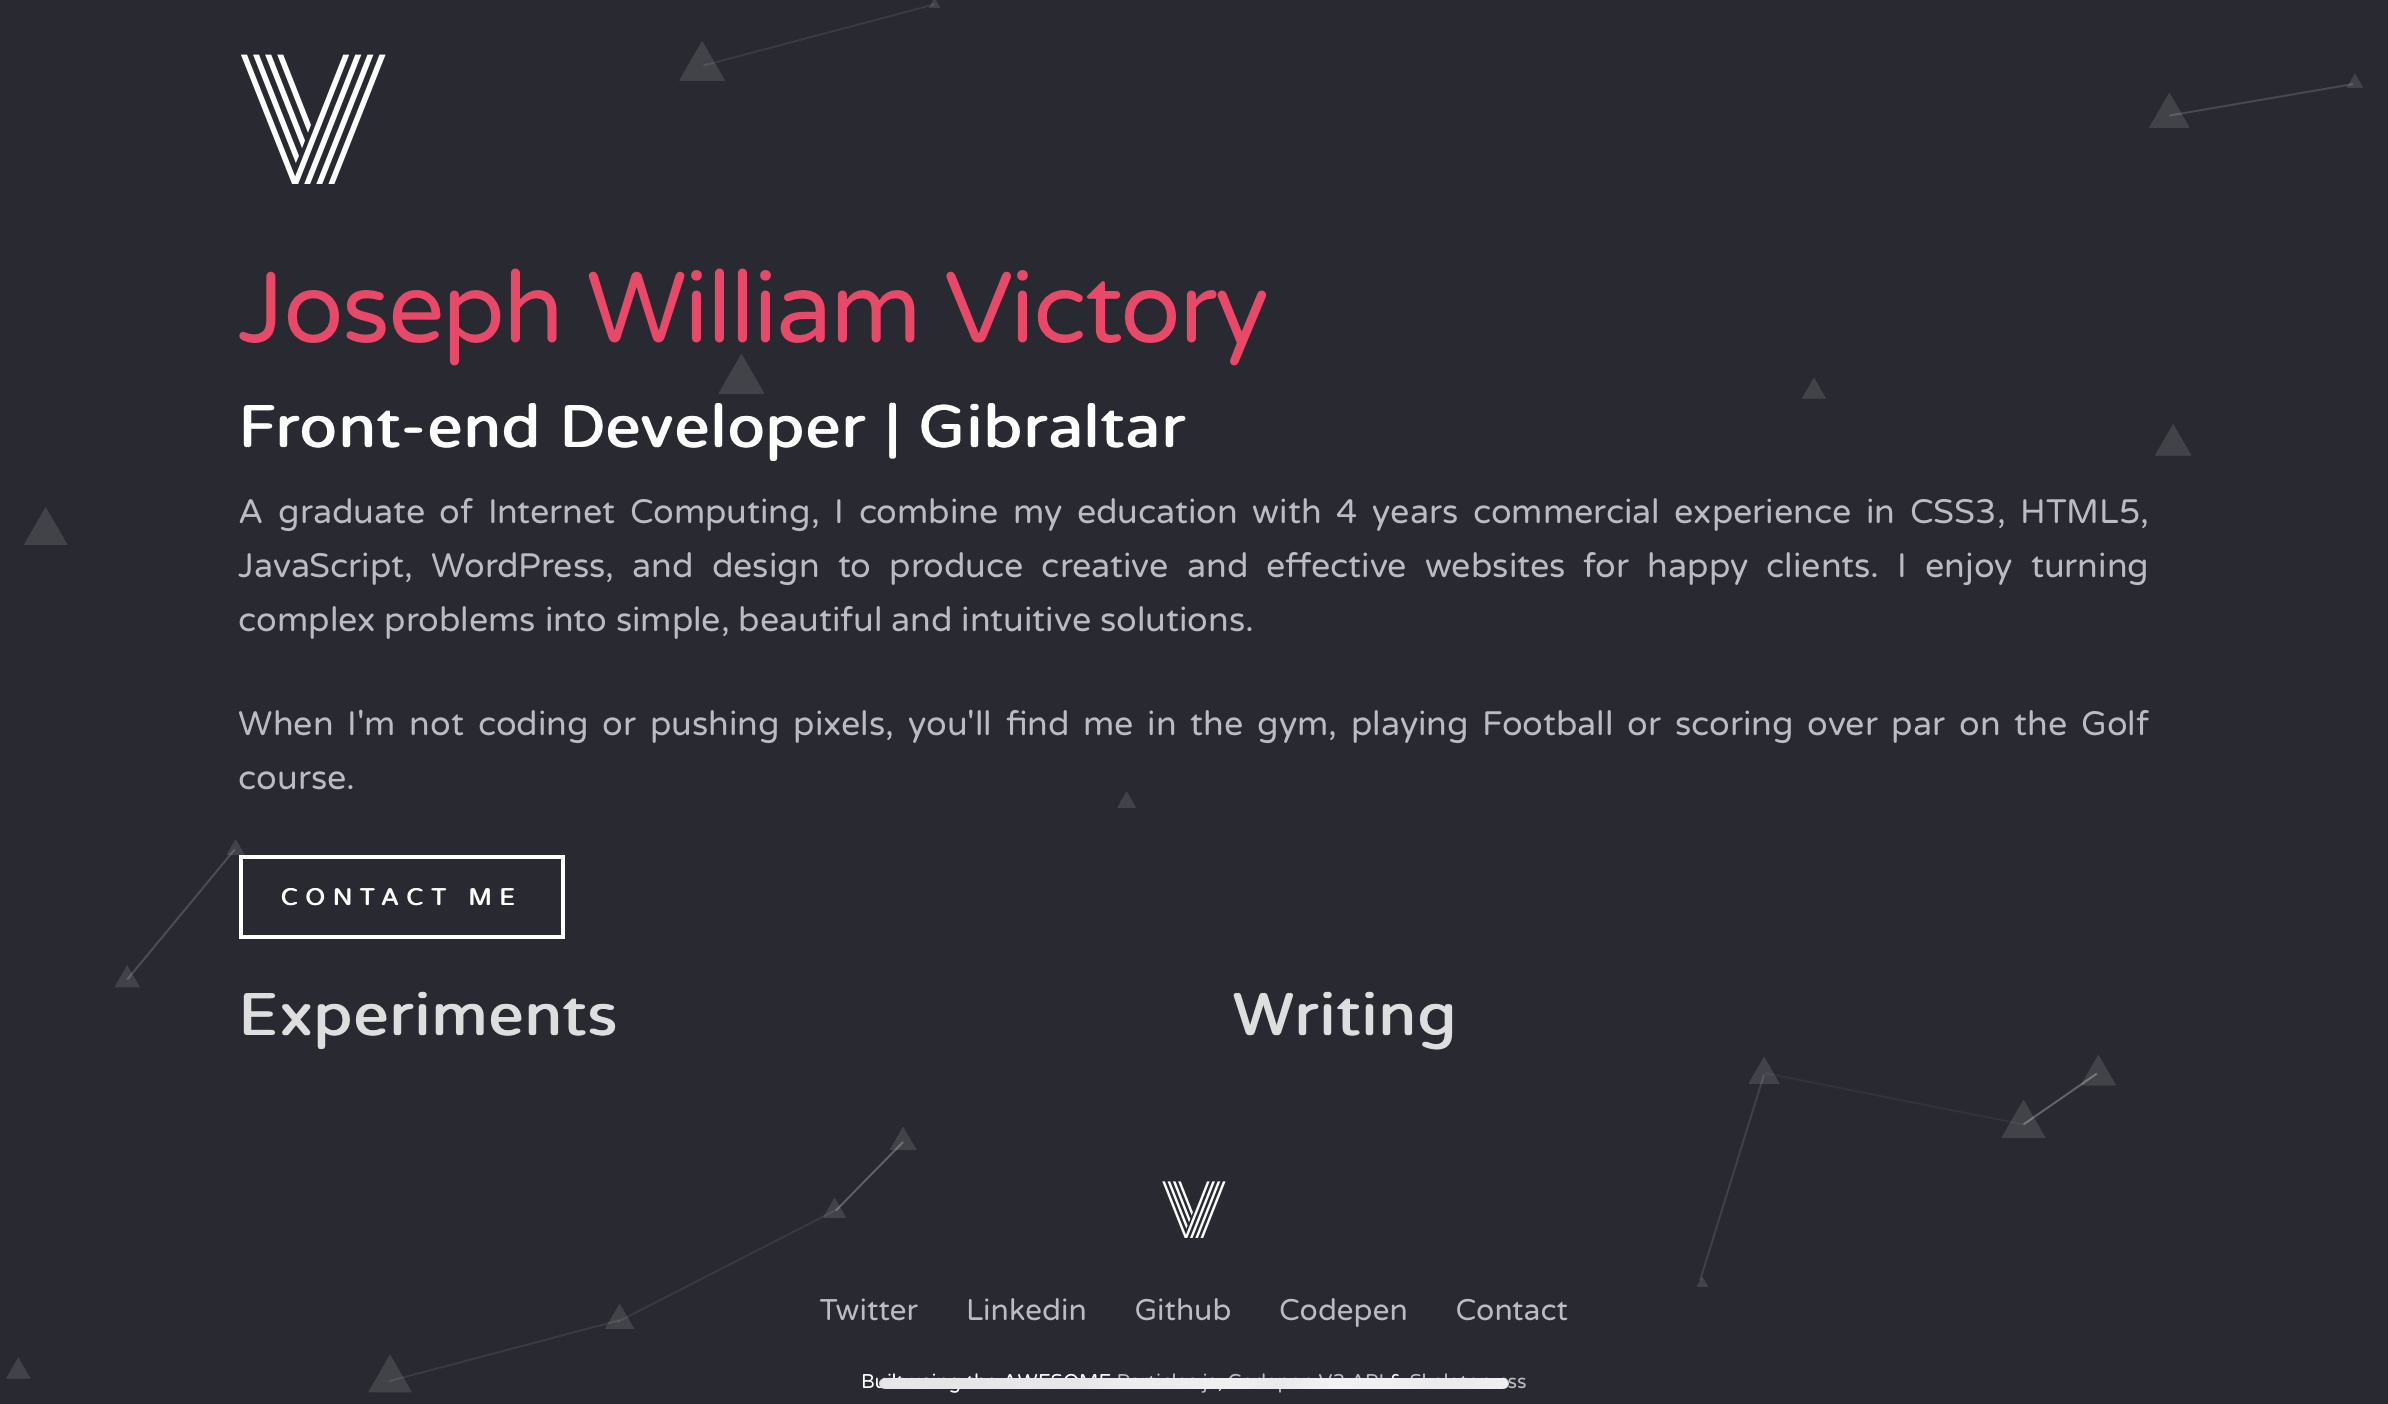 Joseph William Victory
Front-end Developer | Gibraltar
A graduate of Internet Computing, I combine my education with 4 years commercial experience in CSS3, HTML5,
JavaScript, WordPress, and design to produce creative and effective websites for happy clients. I enjoy turning
complex problems into simple, beautiful and intuitive solutions.
When I'm not coding or pushing pixels, you'll find me in the gym, playing Football or scoring over par on the Golf
course.
CONTACT ME
Experiments
Writing
Twitter Linkedin Github Codepen Contact
AWESOME